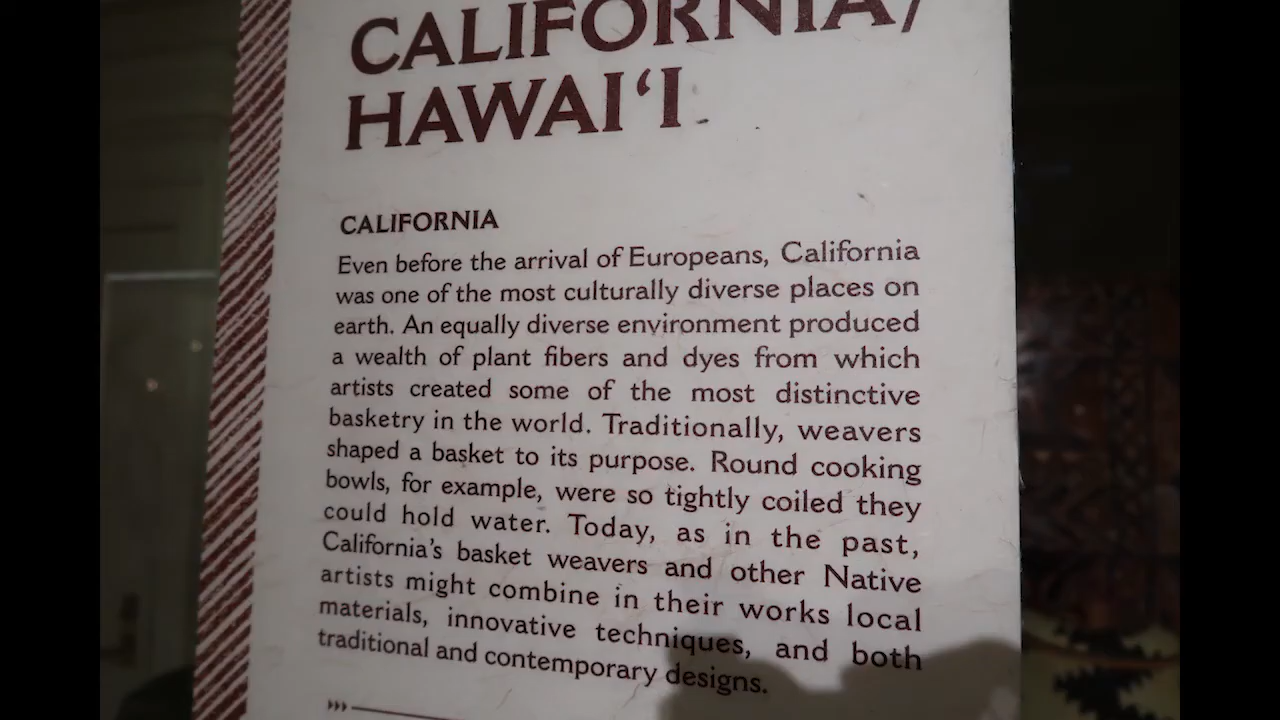 CALIFORNIA/
HAWAIʻI
CALIFORNIA
Even before the arrival of Europeans, California
was one of the most culturally diverse places on
earth. An equally diverse environment produced
a wealth of plant fibers and dyes from which
artists created some of the most distinctive
basketry in the world. Traditionally, weavers
shaped a basket to its purpose. Round cooking
bowls, for example, were so tightly coiled they
could hold water. Today, as in the past,
California’s basket weavers and other Native
artists might combine in their works local
materials, innovative techniques, and both
traditional and contemporary designs.